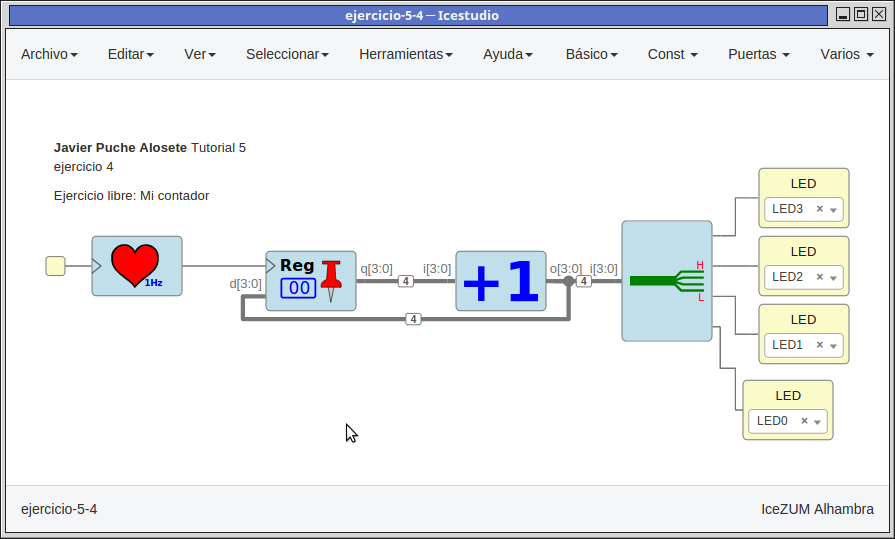 ejercicio-5-4 — Icestudio
Archivo Editar Ver Seleccionar Herramientas Ayuda Básico Const Puertas Varios
Javier Puche Alosete Tutorial 5
ejercicio 4
Ejercicio libre: Mi contador
1Hz
d[3:0]
Reg
00
q[3:0]
4
i[3:0]
+1
o[3:0]
4
i[3:0]
4
H
L
LED
LED3 ×
LED
LED2 ×
LED
LED1 ×
LED
LED0 ×
ejercicio-5-4
IceZUM Alhambra